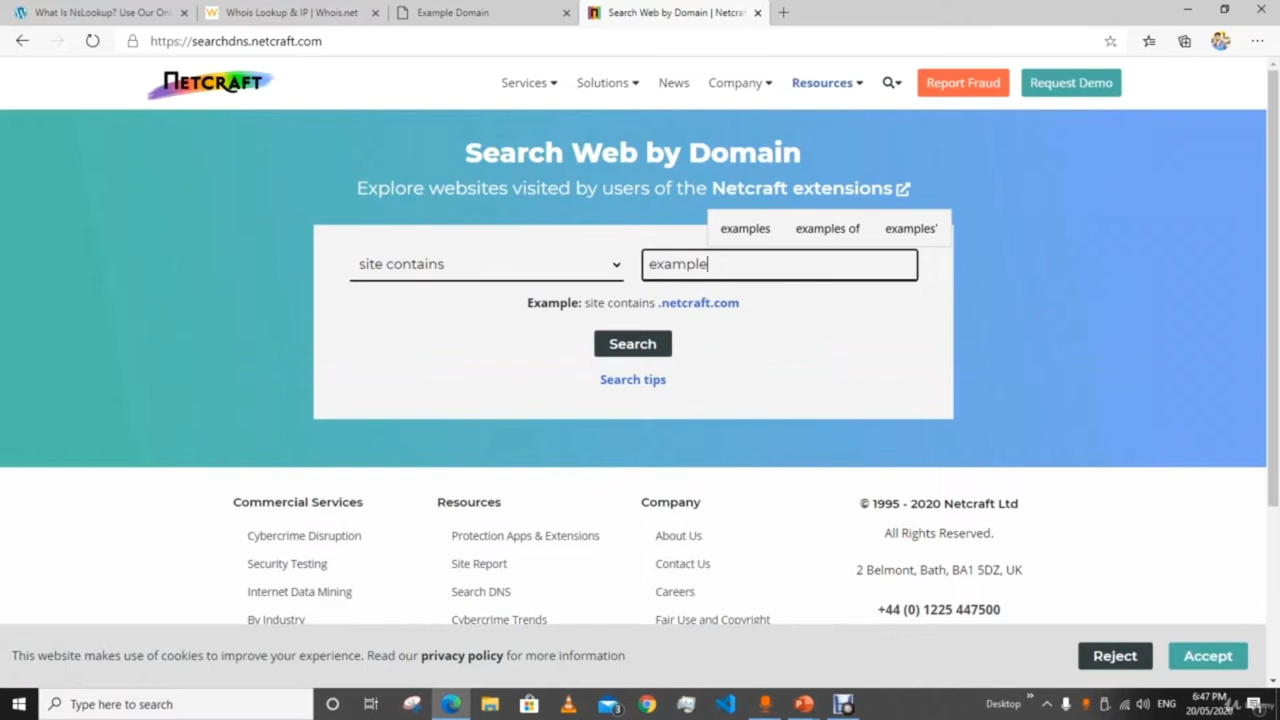 What Is NsLookup? Use Our Onl
Whois Lookup & IP | Whois.net
Example Domain
Search Web by Domain | Netcraf
https://searchdns.netcraft.com
NETCRAFT
Services
Solutions
News
Company
Resources
Report Fraud
Request Demo
Search Web by Domain
Explore websites visited by users of the Netcraft extensions
examples
examples of
examples'
site contains
example
Example: site contains .netcraft.com
Search
Search tips
Commercial Services
Resources
Company
© 1995 - 2020 Netcraft Ltd
Cybercrime Disruption
Protection Apps & Extensions
About Us
All Rights Reserved.
Security Testing
Site Report
Contact Us
2 Belmont, Bath, BA1 5DZ, UK
Internet Data Mining
Search DNS
Careers
+44 (0) 1225 447500
By Industry
Cybercrime Trends
Fair Use and Copyright
This website makes use of cookies to improve your experience. Read our privacy policy for more information
Reject
Accept
Type here to search
3
Desktop
ENG
6:47 PM
20/05/2020